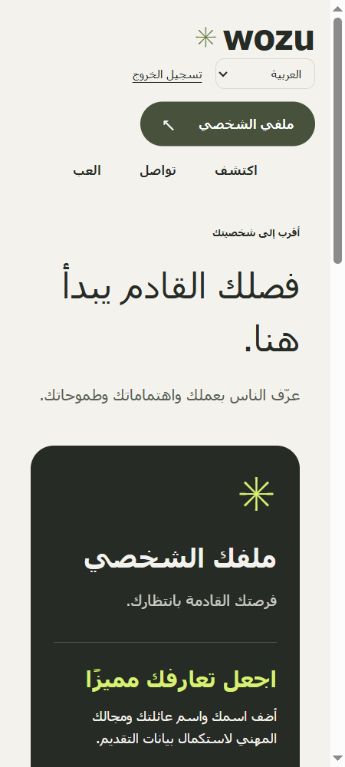 wozu
العربية
تسجيل الخروج
ملفي الشخصي ↖
اكتشف
تواصل
العب
أقرب إلى شخصيتك
فصلك القادم يبدأ
هنا.
عرّف الناس بعملك واهتماماتك وطموحاتك.
ملفك الشخصي
فرصتك القادمة بانتظارك.
اجعل تعارفك مميزًا
أضف اسمك واسم عائلتك ومجالك
المهني لاستكمال بيانات التقديم.